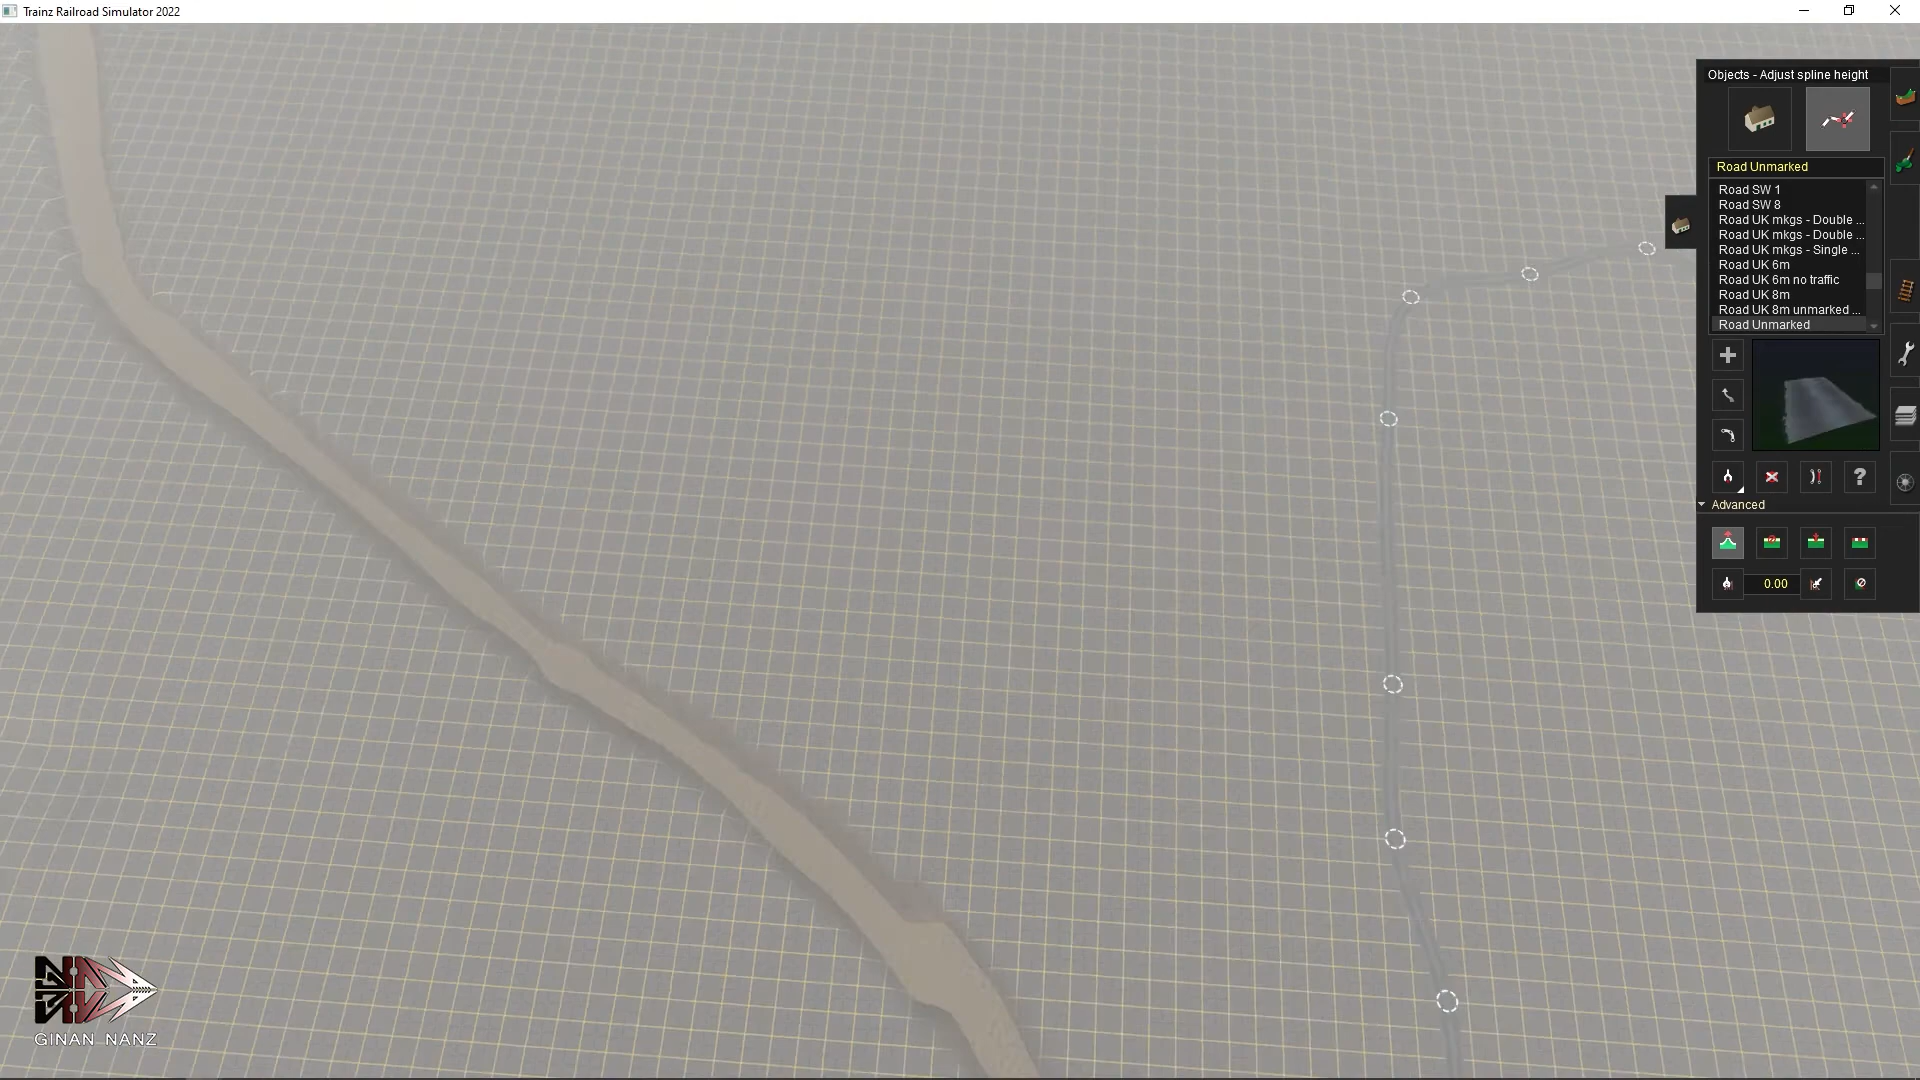 Trainz Railroad Simulator 2022
Objects - Adjust spline height
Road Unmarked
Road SW 1
Road SW 8
Road UK mkgs - Double ...
Road UK mkgs - Double ...
Road UK mkgs - Single ...
Road UK 6m
Road UK 6m no traffic
Road UK 8m
Road UK 8m unmarked ...
Road Unmarked
?
Advanced
0.00
GINAN NANZ